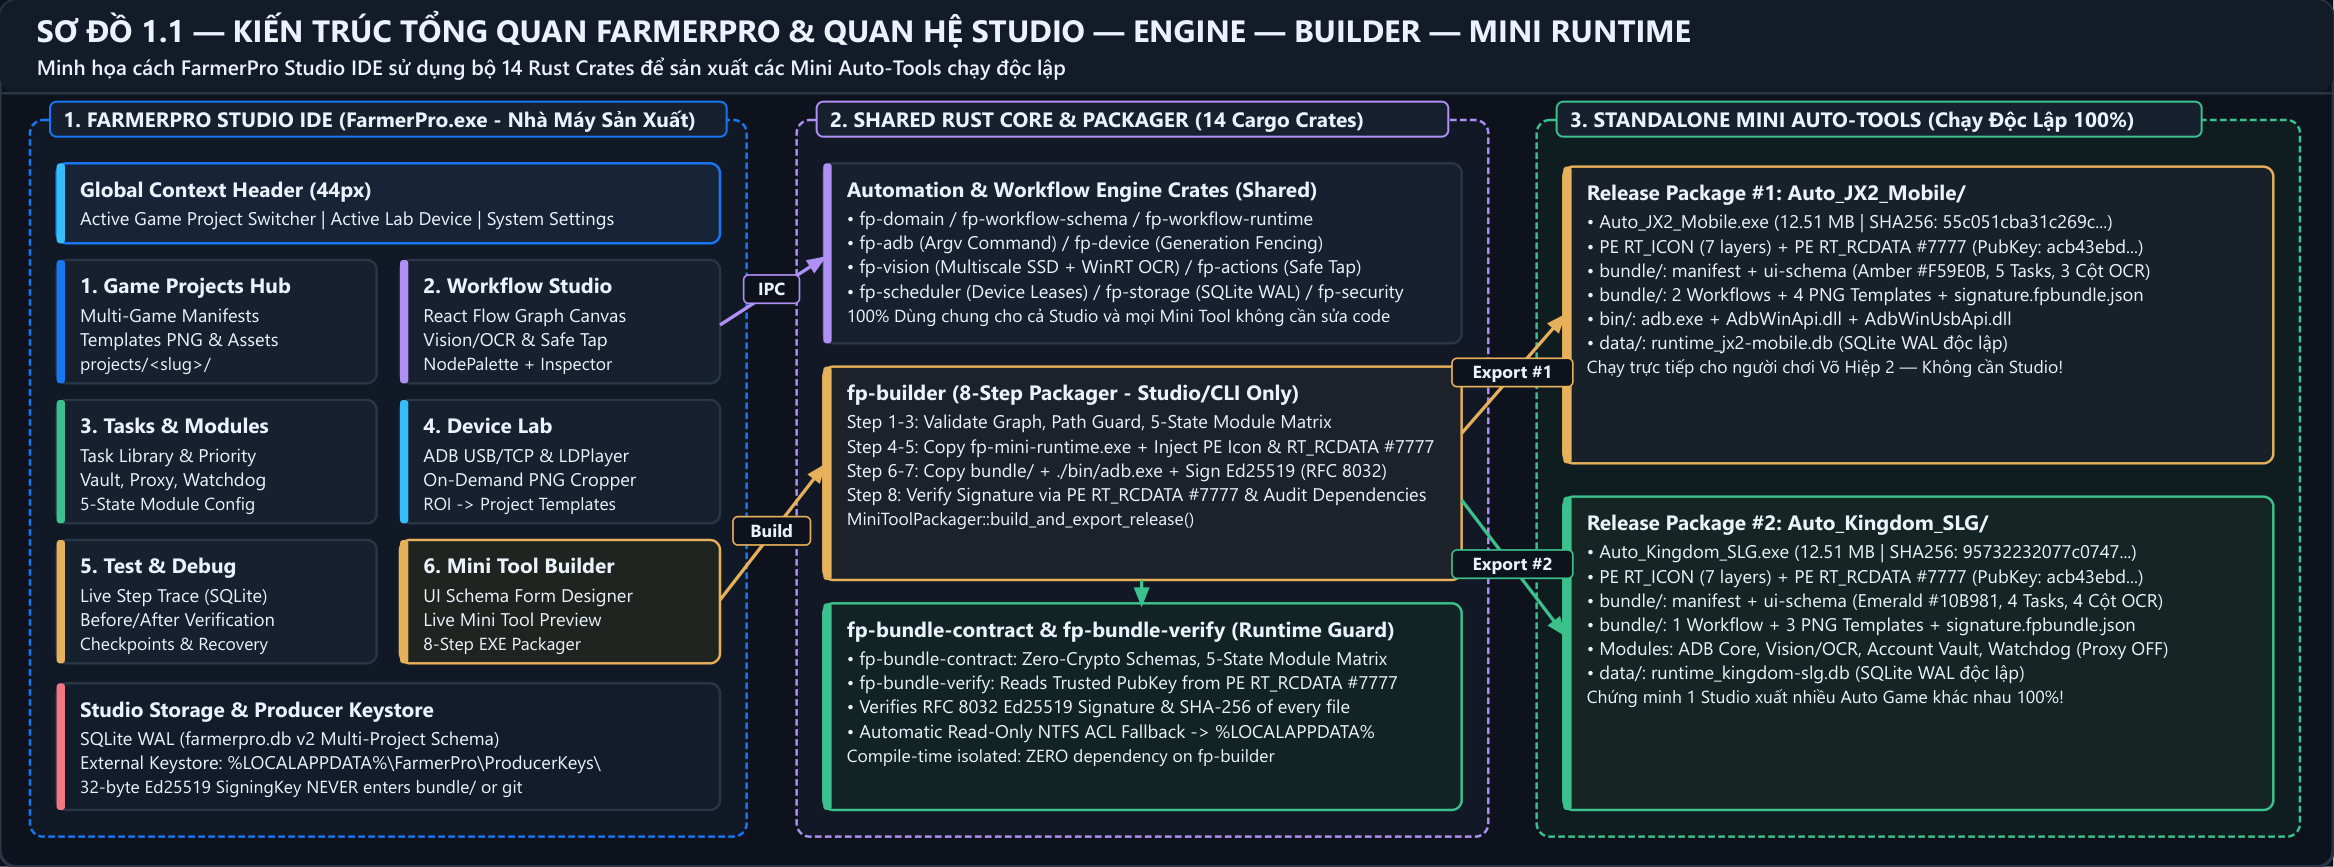 SƠ ĐỒ 1.1 — KIẾN TRÚC TỔNG QUAN FARMERPRO & QUAN HỆ STUDIO — ENGINE — BUILDER — MINI RUNTIME
Minh họa cách FarmerPro Studio IDE sử dụng bộ 14 Rust Crates để sản xuất các Mini Auto-Tools chạy độc lập
1. FARMERPRO STUDIO IDE (FarmerPro.exe - Nhà Máy Sản Xuất)
Global Context Header (44px)
Active Game Project Switcher | Active Lab Device | System Settings
1. Game Projects Hub
Multi-Game Manifests
Templates PNG & Assets
projects/<slug>/
2. Workflow Studio
React Flow Graph Canvas
Vision/OCR & Safe Tap
NodePalette + Inspector
3. Tasks & Modules
Task Library & Priority
Vault, Proxy, Watchdog
5-State Module Config
4. Device Lab
ADB USB/TCP & LDPlayer
On-Demand PNG Cropper
ROI -> Project Templates
5. Test & Debug
Live Step Trace (SQLite)
Before/After Verification
Checkpoints & Recovery
6. Mini Tool Builder
UI Schema Form Designer
Live Mini Tool Preview
8-Step EXE Packager
Studio Storage & Producer Keystore
SQLite WAL (farmerpro.db v2 Multi-Project Schema)
External Keystore: %LOCALAPPDATA%\FarmerPro\ProducerKeys\
32-byte Ed25519 SigningKey NEVER enters bundle/ or git
IPC
Build
2. SHARED RUST CORE & PACKAGER (14 Cargo Crates)
Automation & Workflow Engine Crates (Shared)
• fp-domain / fp-workflow-schema / fp-workflow-runtime
• fp-adb (Argv Command) / fp-device (Generation Fencing)
• fp-vision (Multiscale SSD + WinRT OCR) / fp-actions (Safe Tap)
• fp-scheduler (Device Leases) / fp-storage (SQLite WAL) / fp-security
100% Dùng chung cho cả Studio và mọi Mini Tool không cần sửa code
fp-builder (8-Step Packager - Studio/CLI Only)
Step 1-3: Validate Graph, Path Guard, 5-State Module Matrix
Step 4-5: Copy fp-mini-runtime.exe + Inject PE Icon & RT_RCDATA #7777
Step 6-7: Copy bundle/ + ./bin/adb.exe + Sign Ed25519 (RFC 8032)
Step 8: Verify Signature via PE RT_RCDATA #7777 & Audit Dependencies
MiniToolPackager::build_and_export_release()
fp-bundle-contract & fp-bundle-verify (Runtime Guard)
• fp-bundle-contract: Zero-Crypto Schemas, 5-State Module Matrix
• fp-bundle-verify: Reads Trusted PubKey from PE RT_RCDATA #7777
• Verifies RFC 8032 Ed25519 Signature & SHA-256 of every file
• Automatic Read-Only NTFS ACL Fallback -> %LOCALAPPDATA%
Compile-time isolated: ZERO dependency on fp-builder
Export #1
Export #2
3. STANDALONE MINI AUTO-TOOLS (Chạy Độc Lập 100%)
Release Package #1: Auto_JX2_Mobile/
• Auto_JX2_Mobile.exe (12.51 MB | SHA256: 55c051cba31c269c...)
• PE RT_ICON (7 layers) + PE RT_RCDATA #7777 (PubKey: acb43ebd...)
• bundle/: manifest + ui-schema (Amber #F59E0B, 5 Tasks, 3 Cột OCR)
• bundle/: 2 Workflows + 4 PNG Templates + signature.fpbundle.json
• bin/: adb.exe + AdbWinApi.dll + AdbWinUsbApi.dll
• data/: runtime_jx2-mobile.db (SQLite WAL độc lập)
Chạy trực tiếp cho người chơi Võ Hiệp 2 — Không cần Studio!
Release Package #2: Auto_Kingdom_SLG/
• Auto_Kingdom_SLG.exe (12.51 MB | SHA256: 95732232077c0747...)
• PE RT_ICON (7 layers) + PE RT_RCDATA #7777 (PubKey: acb43ebd...)
• bundle/: manifest + ui-schema (Emerald #10B981, 4 Tasks, 4 Cột OCR)
• bundle/: 1 Workflow + 3 PNG Templates + signature.fpbundle.json
• Modules: ADB Core, Vision/OCR, Account Vault, Watchdog (Proxy OFF)
• data/: runtime_kingdom-slg.db (SQLite WAL độc lập)
Chứng minh 1 Studio xuất nhiều Auto Game khác nhau 100%!